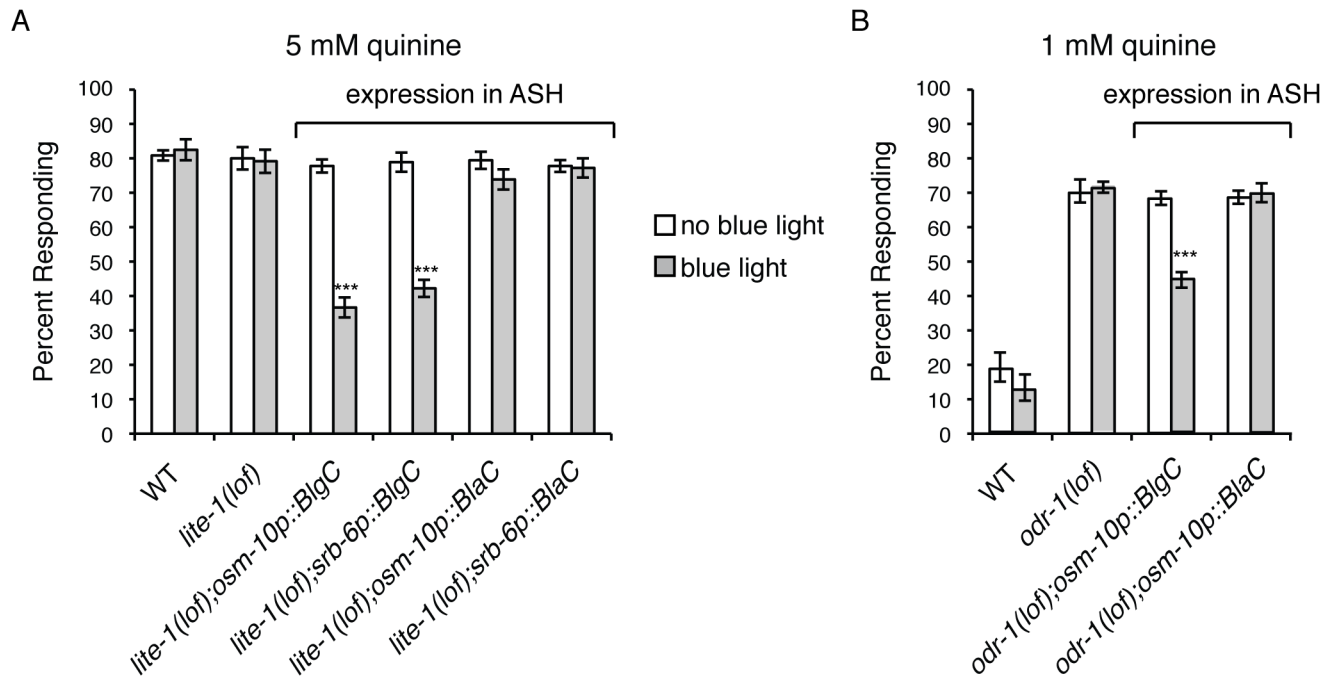 A
5 mM quinine
expression in ASH
Percent Responding
100
90
80
70
60
50
40
30
20
10
0
***
***
WT
lite-1(lof)
lite-1(lof);osm-10p::BlgC
lite-1(lof);srb-6p::BlgC
lite-1(lof);osm-10p::BlaC
lite-1(lof);srb-6p::BlaC
no blue light
blue light
B
1 mM quinine
expression in ASH
Percent Responding
100
90
80
70
60
50
40
30
20
10
0
***
WT
odr-1(lof)
odr-1(lof);osm-10p::BlgC
odr-1(lof);osm-10p::BlaC